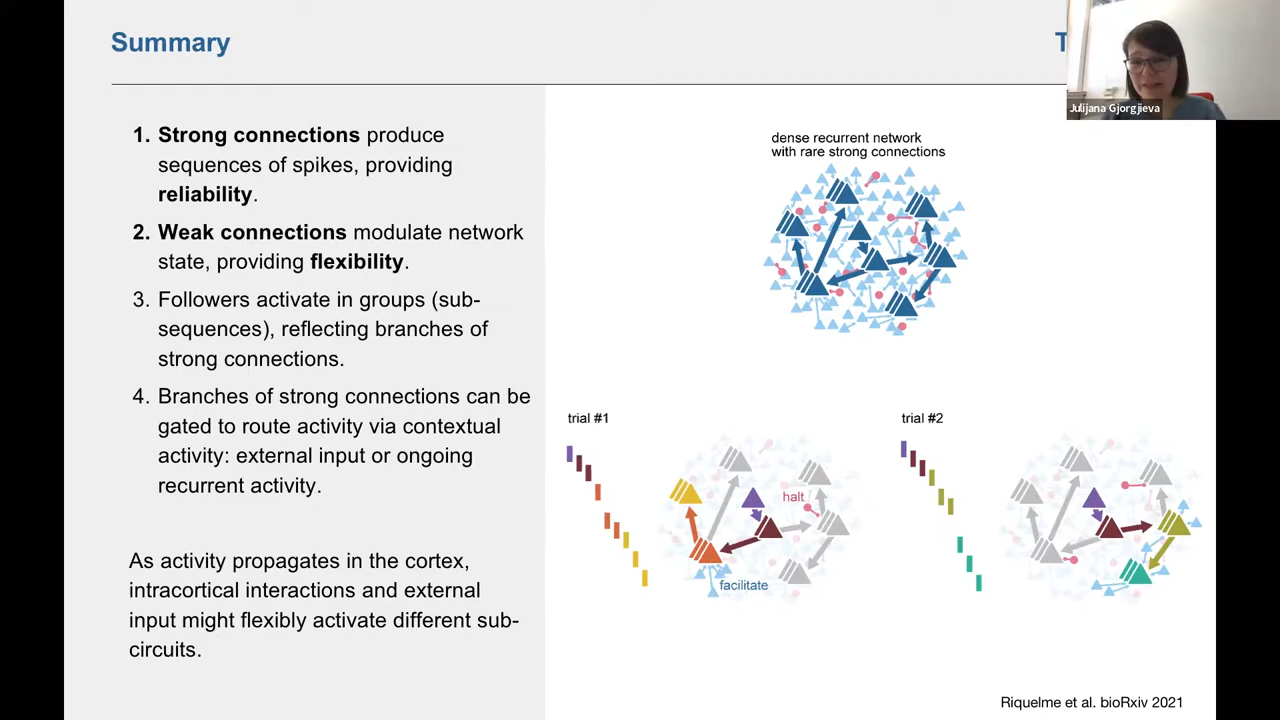 Summary
T
Julijana Gjorgjieva
1. Strong connections produce
sequences of spikes, providing
reliability.
2. Weak connections modulate network
state, providing flexibility.
3. Followers activate in groups (sub-
sequences), reflecting branches of
strong connections.
4. Branches of strong connections can be
gated to route activity via contextual
activity: external input or ongoing
recurrent activity.
As activity propagates in the cortex,
intracortical interactions and external
input might flexibly activate different sub-
circuits.
dense recurrent network
with rare strong connections
trial #1
halt
facilitate
trial #2
Riquelme et al. bioRxiv 2021